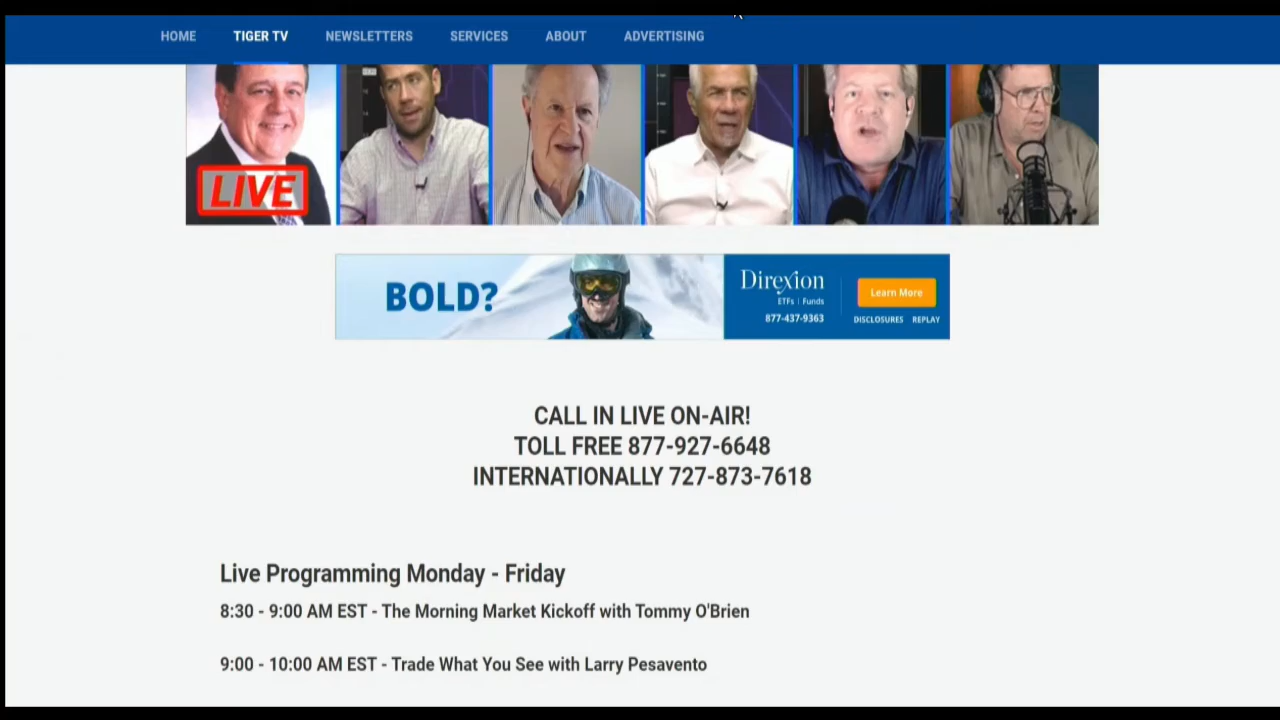 HOME TIGER TV NEWSLETTERS SERVICES ABOUT ADVERTISING
LIVE
BOLD?
Direxion
ETFs | Funds
877-437-9363
Learn More
DISCLOSURES REPLAY
CALL IN LIVE ON-AIR!
TOLL FREE 877-927-6648
INTERNATIONALLY 727-873-7618
Live Programming Monday - Friday
8:30 - 9:00 AM EST - The Morning Market Kickoff with Tommy O'Brien
9:00 - 10:00 AM EST - Trade What You See with Larry Pesavento